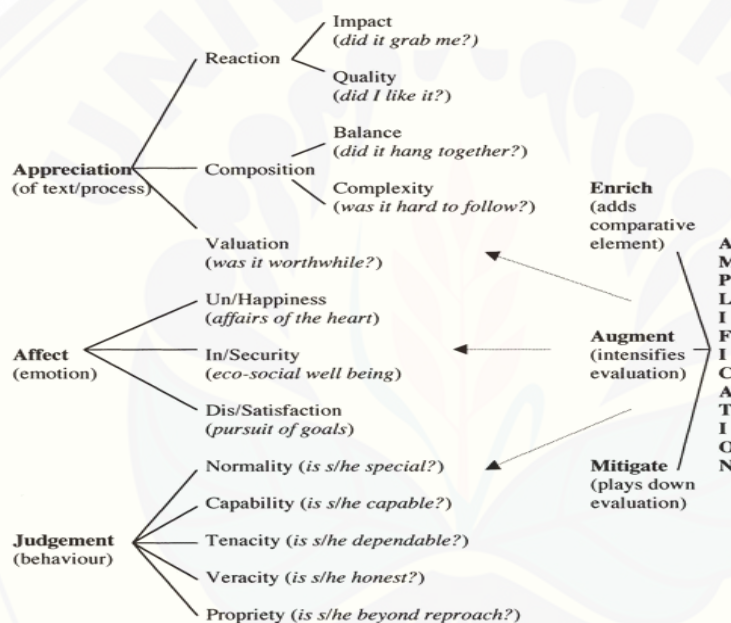 Impact
(did it grab me?)
Reaction
Quality
(did I like it?)
Balance
(did it hang together?)
Appreciation
(of text/process)
Composition
Complexity
(was it hard to follow?)
Valuation
(was it worthwhile?)
Un/Happiness
(affairs of the heart)
Affect
(emotion)
In/Security
(eco-social well being)
Dis/Satisfaction
(pursuit of goals)
Normality (is s/he special?)
Capability (is s/he capable?)
Judgement
(behaviour)
Tenacity (is s/he dependable?)
Veracity (is s/he honest?)
Propriety (is s/he beyond reproach?)
Enrich
(adds
comparative
element)
Augment
(intensifies
evaluation)
Mitigate
(plays down
evaluation)
A
M
P
L
I
F
I
C
A
T
I
O
N